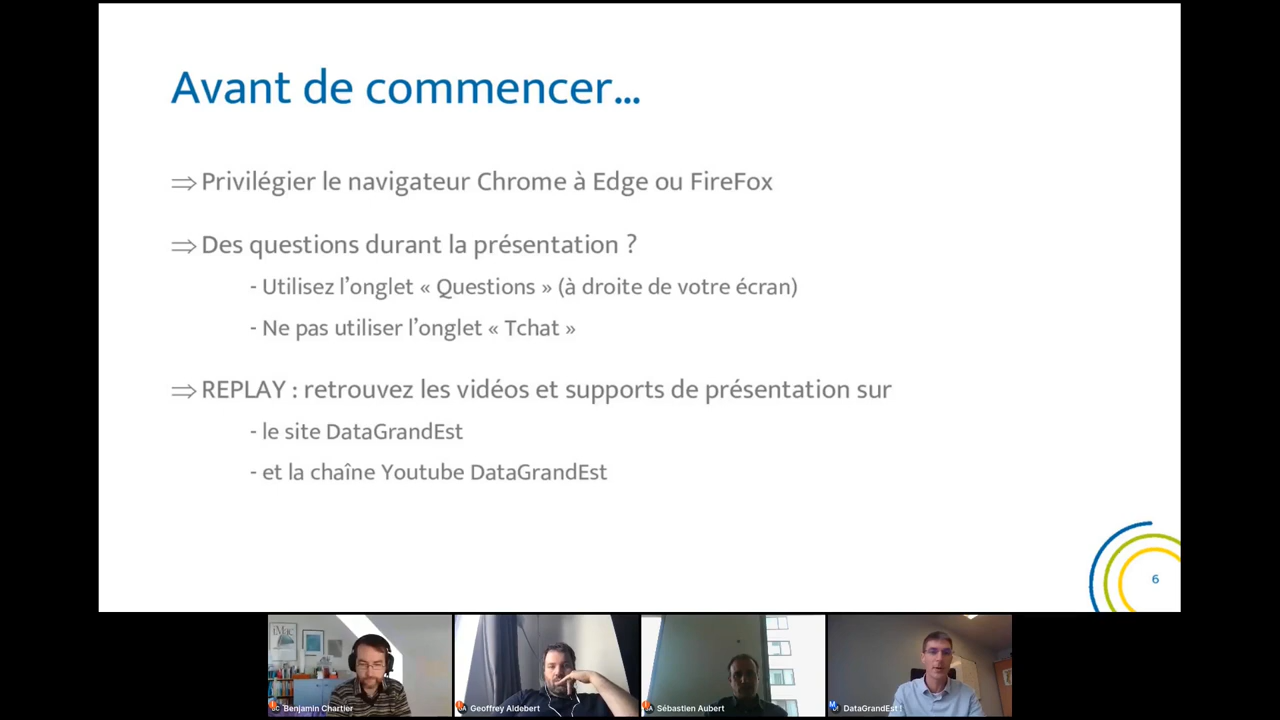 Avant de commencer...
⇒ Privilégier le navigateur Chrome à Edge ou FireFox
⇒ Des questions durant la présentation ?
- Utilisez l’onglet « Questions » (à droite de votre écran)
- Ne pas utiliser l’onglet « Tchat »
⇒ REPLAY : retrouvez les vidéos et supports de présentation sur
- le site DataGrandEst
- et la chaîne Youtube DataGrandEst
6
Benjamin Chartier
Geoffrey Aldebert
Sébastien Aubert
DataGrandEst